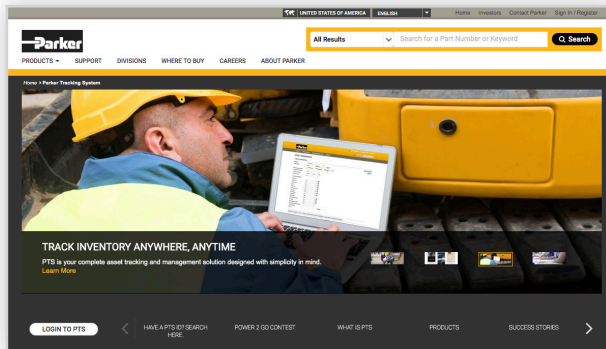 UNITED STATES OF AMERICA ENGLISH Home Investors Contact Parker Sign In / Register
Parker
All Results Search for a Part Number or Keyword Search
PRODUCTS SUPPORT DIVISIONS WHERE TO BUY CAREERS ABOUT PARKER
Home > Parker Tracking System
TRACK INVENTORY ANYWHERE, ANYTIME
PTS is your complete asset tracking and management solution designed with simplicity in mind.
Learn More
LOGIN TO PTS
HAVE A PTS ID? SEARCH
HERE.
POWER 2 GO CONTEST
WHAT IS PTS
PRODUCTS
SUCCESS STORIES